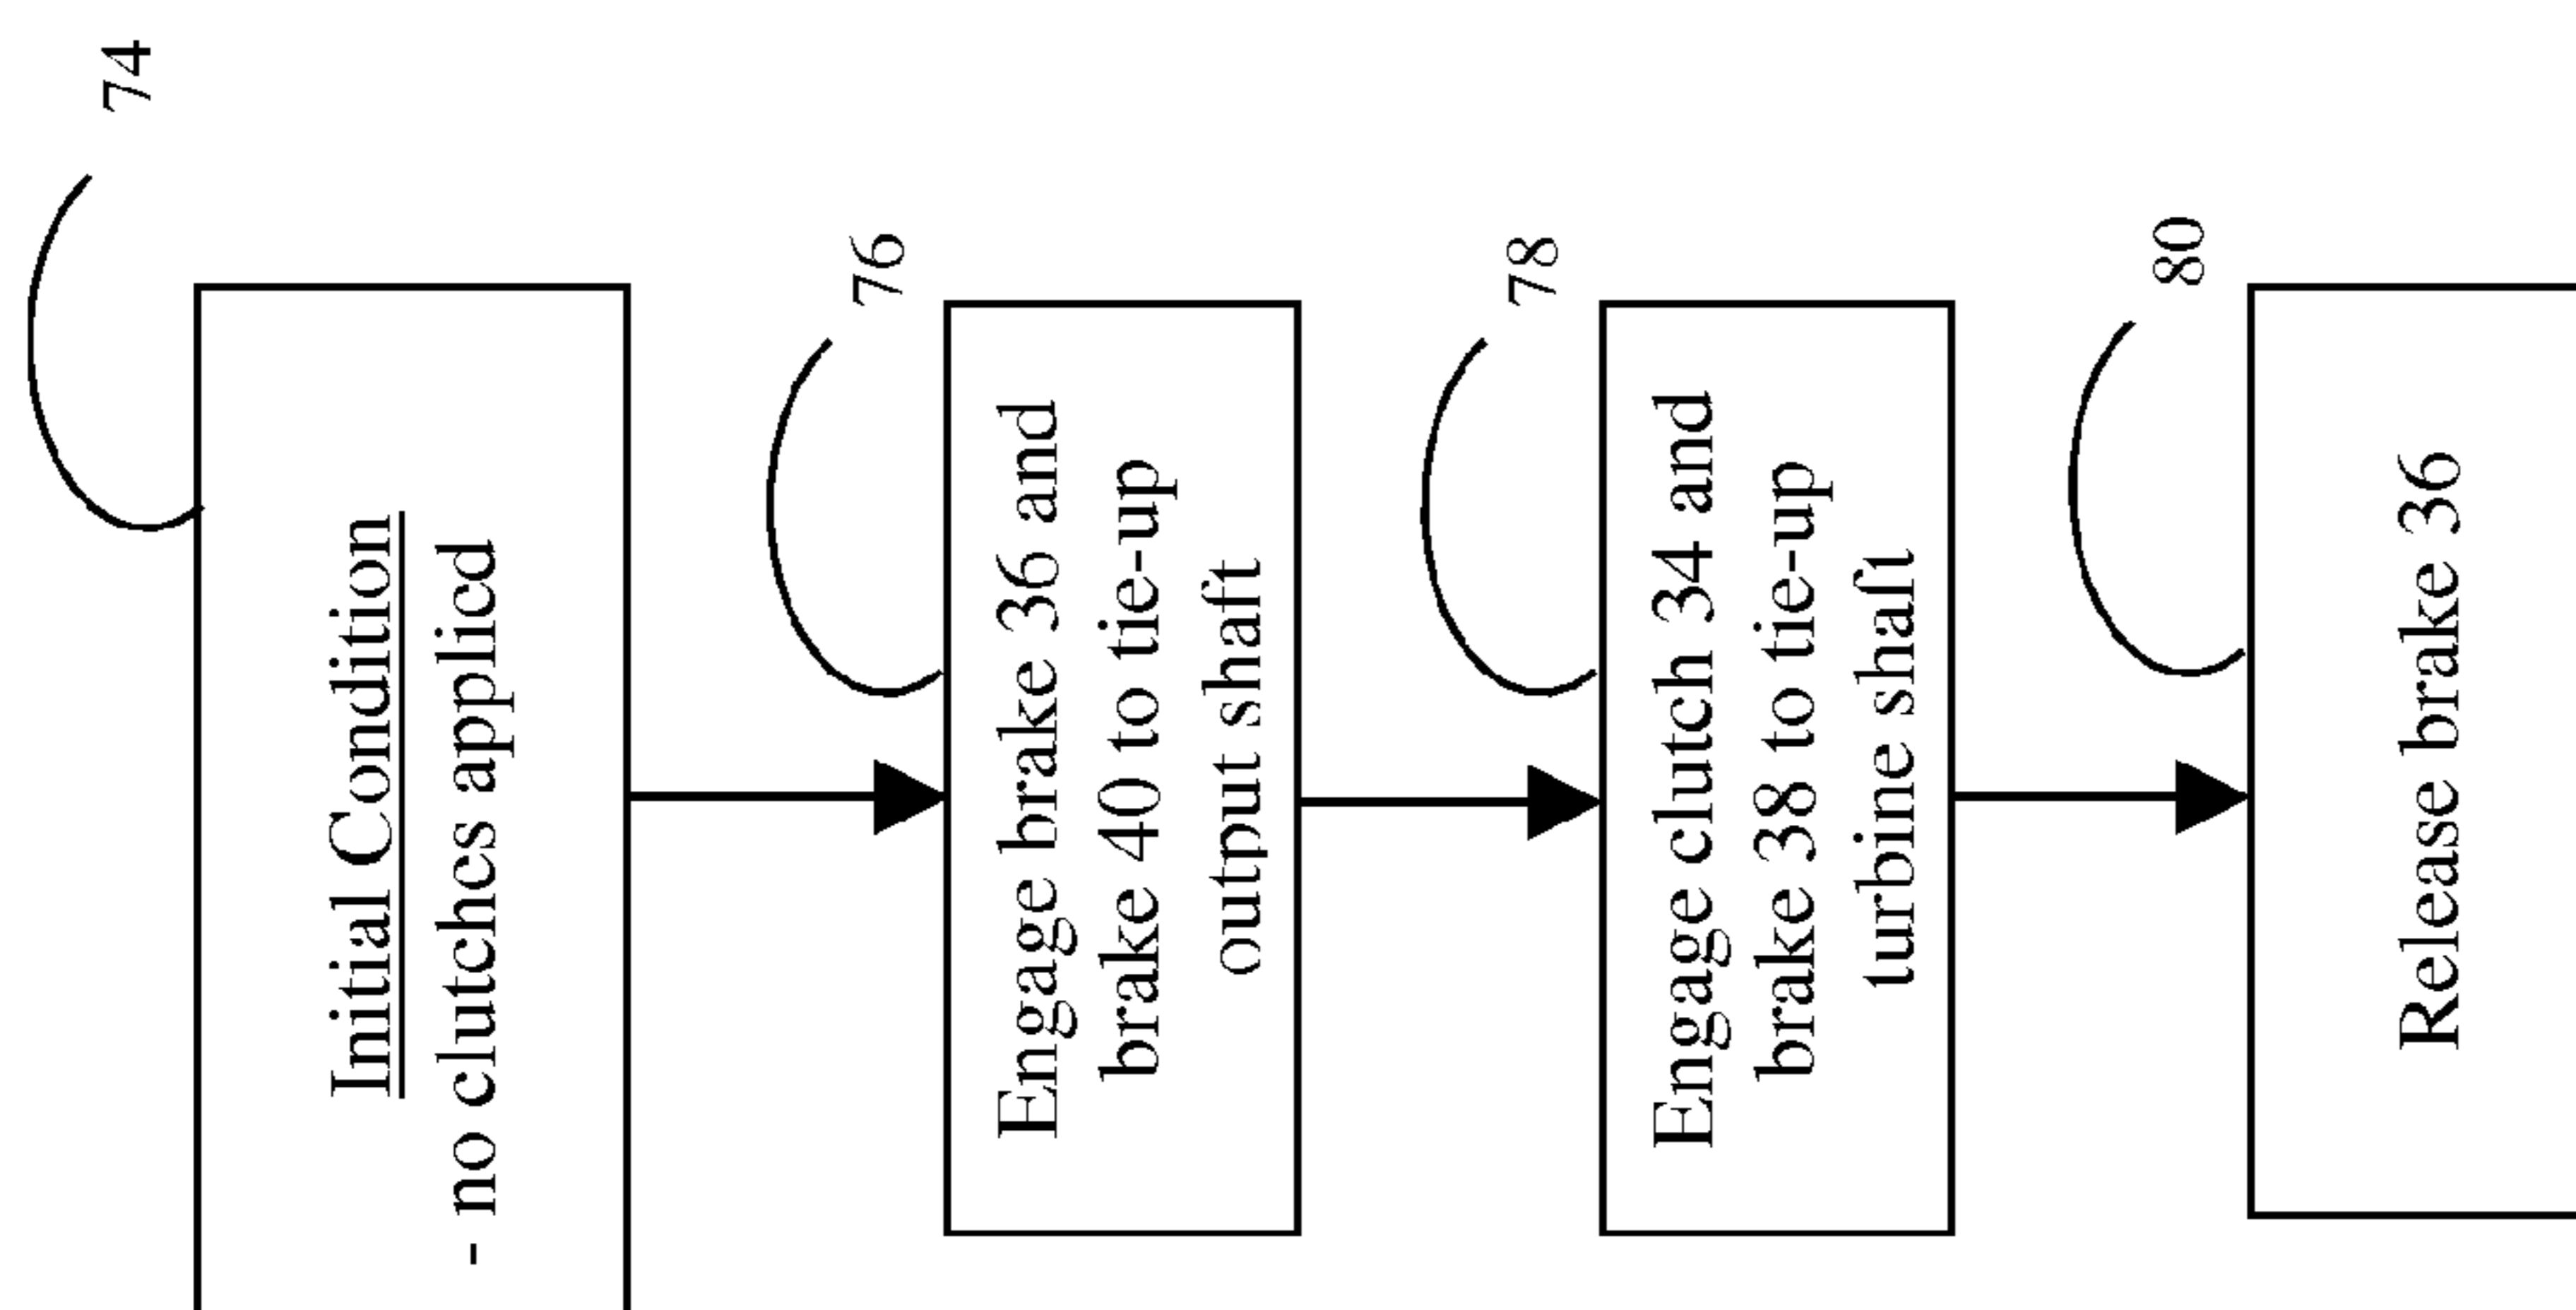 74
Initial Condition
- no clutches applied
76
Engage brake 36 and
brake 40 to tie-up
output shaft
78
Engage clutch 34 and
brake 38 to tie-up
turbine shaft
80
Release brake 36